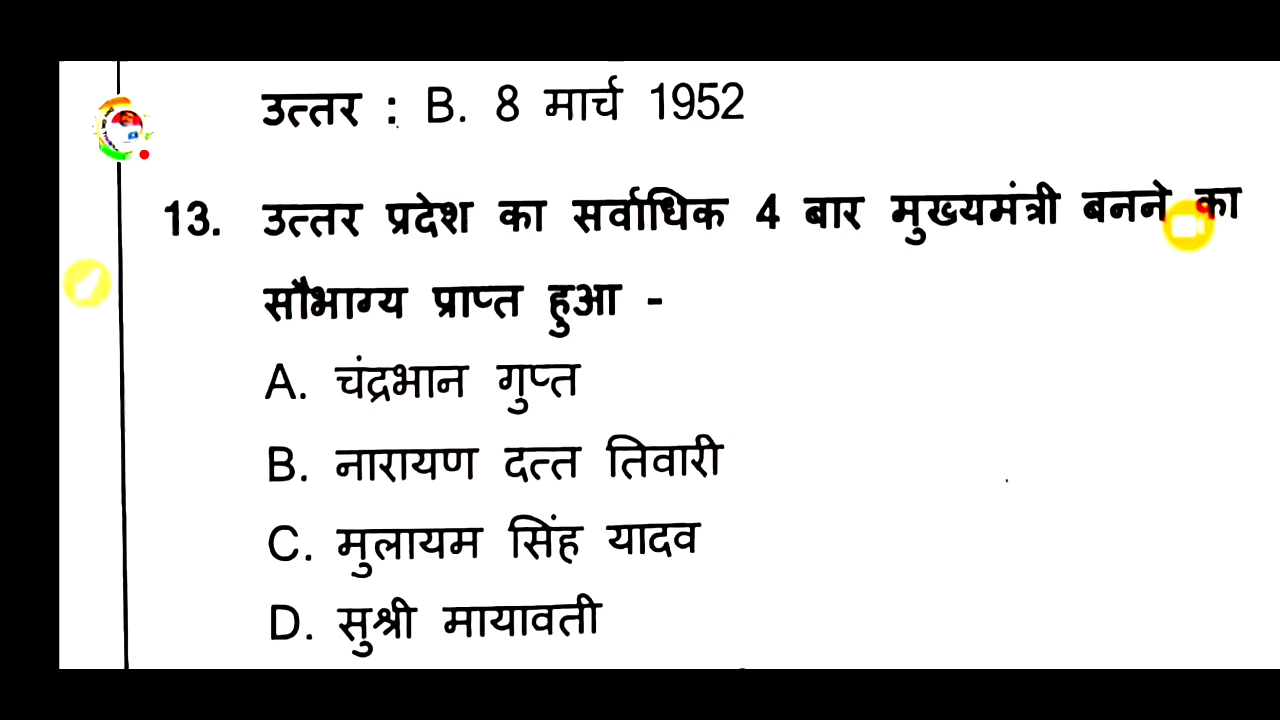 उत्तर : B. 8 मार्च 1952
13. उत्तर प्रदेश का सर्वाधिक 4 बार मुख्यमंत्री बनने का
सौभाग्य प्राप्त हुआ -
A. चंद्रभान गुप्त
B. नारायण दत्त तिवारी
C. मुलायम सिंह यादव
D. सुश्री मायावती